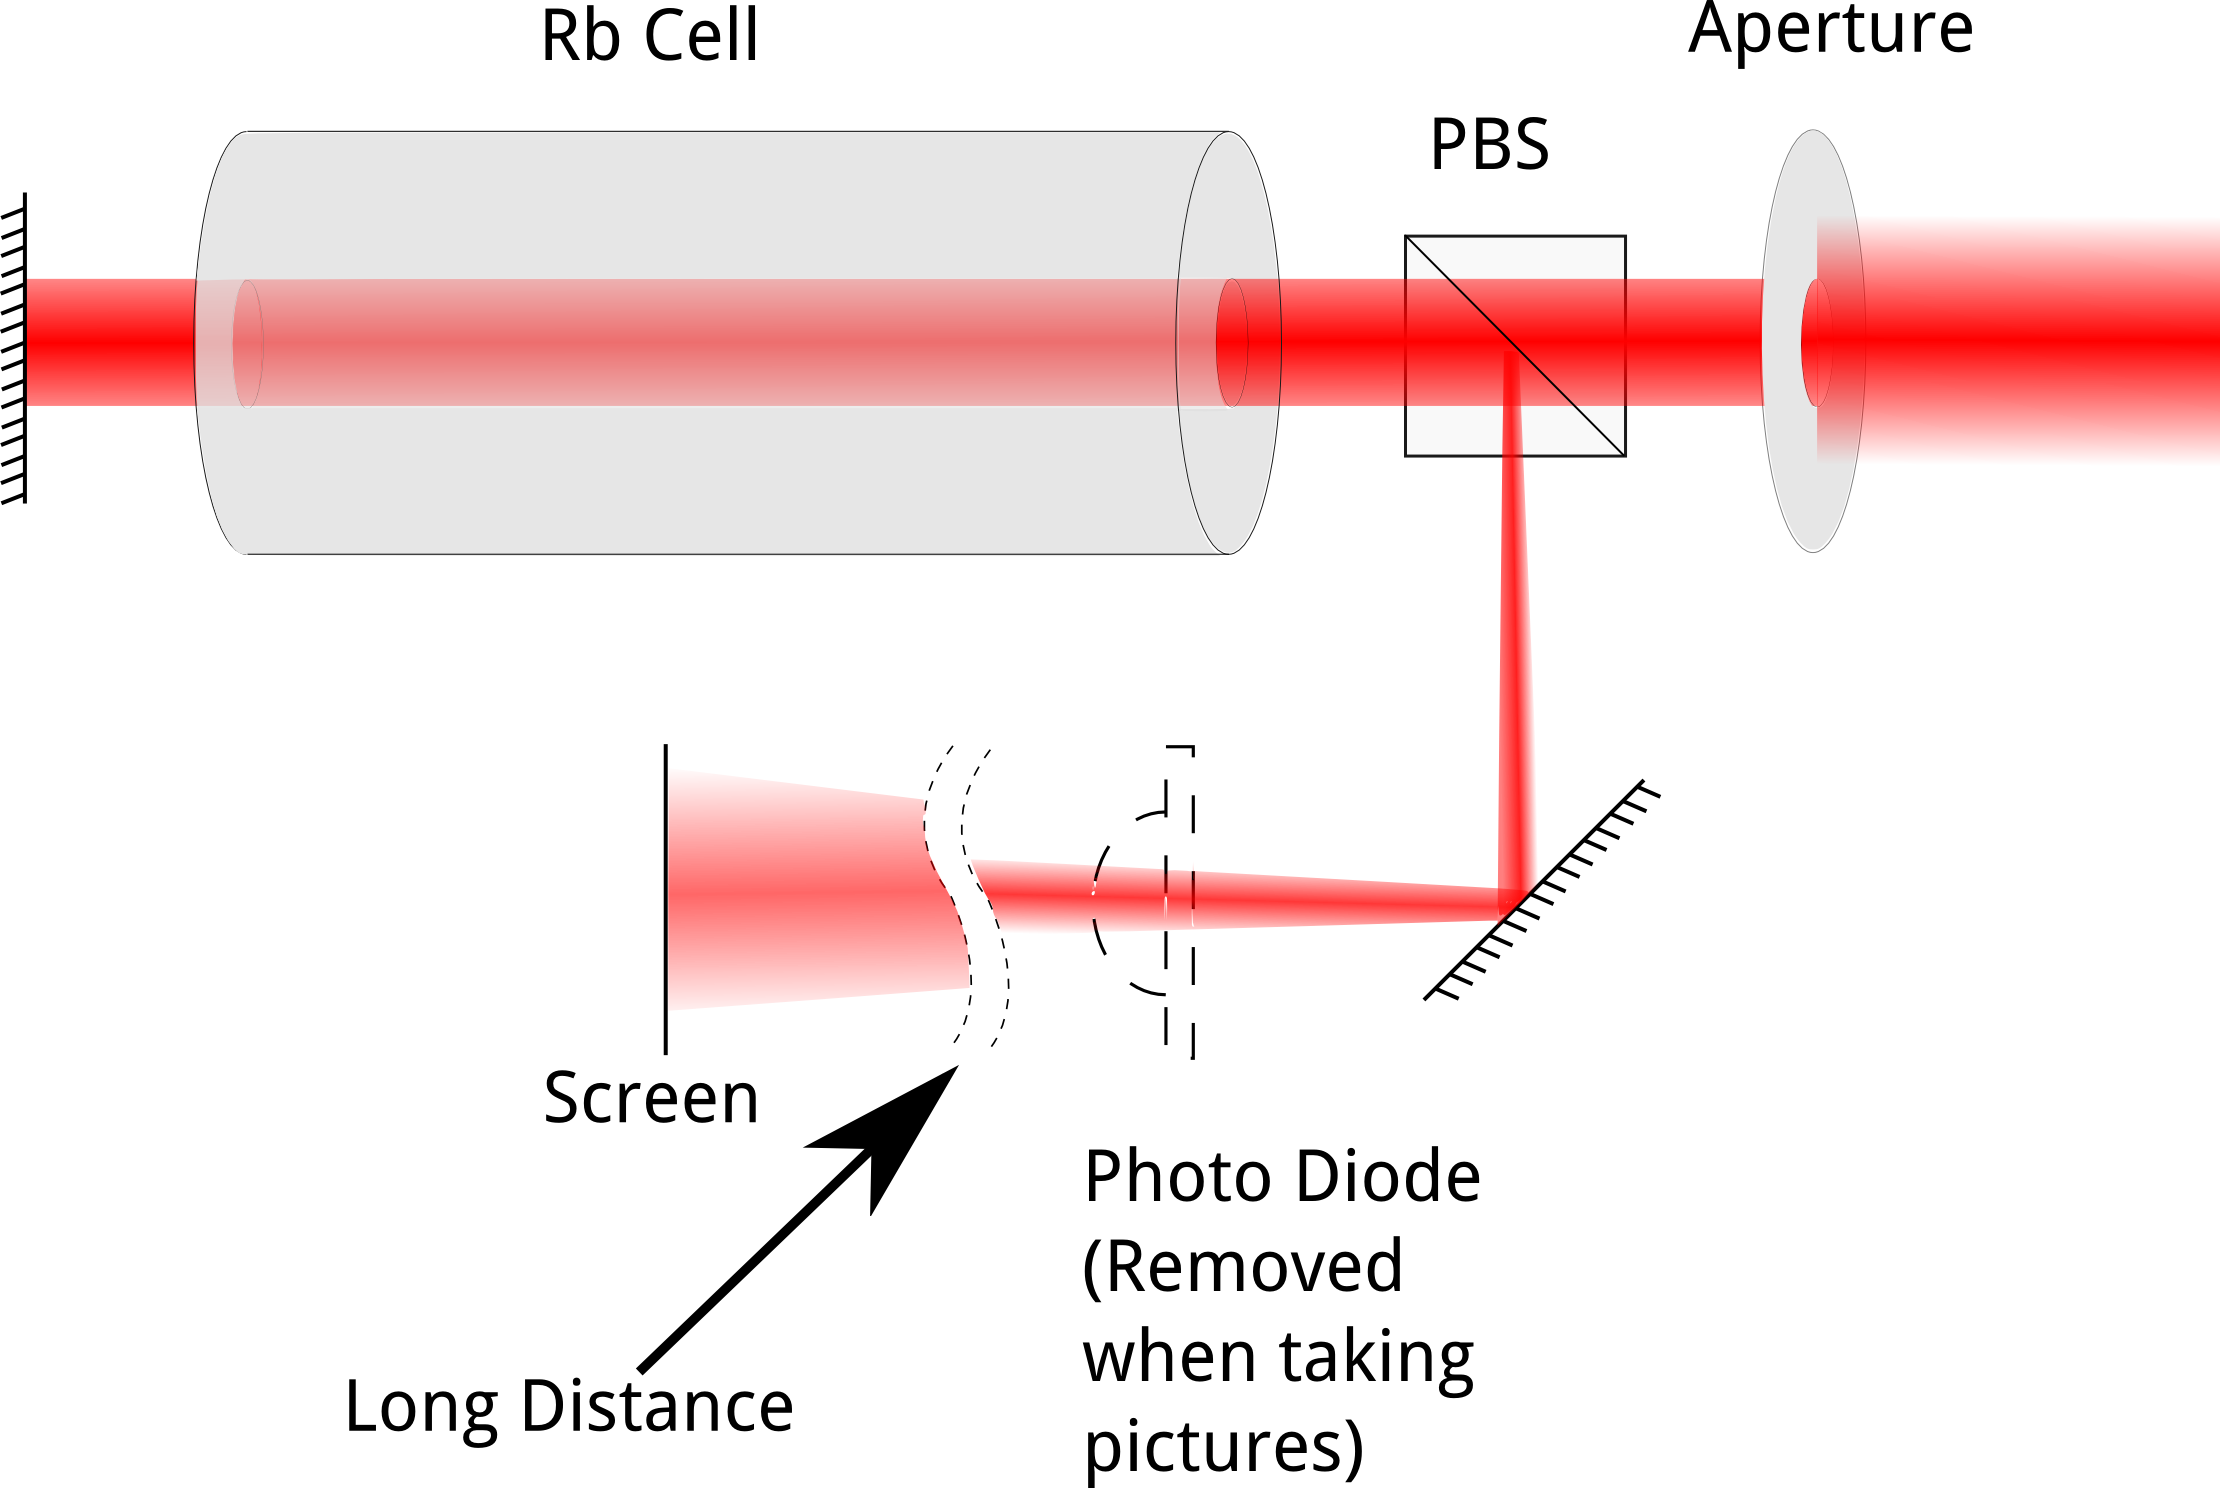 Rb Cell
Aperture
PBS
Screen
Photo Diode
(Removed
when taking
pictures)
Long Distance